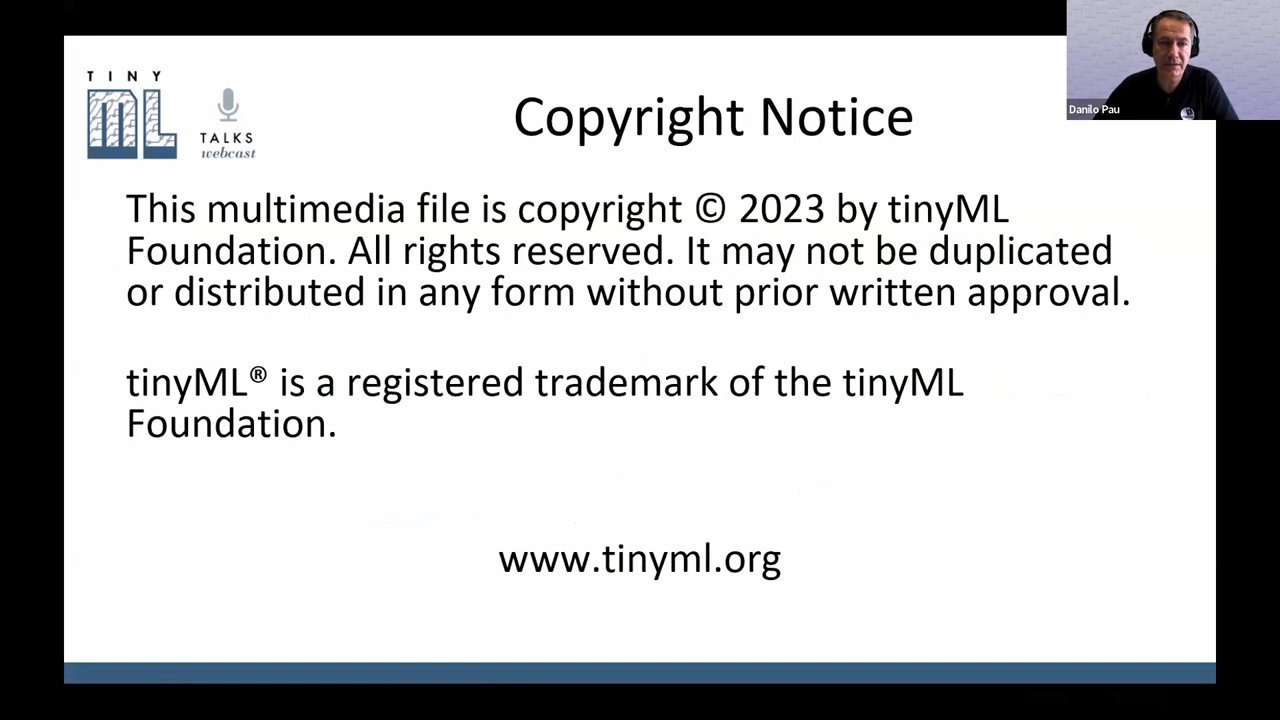 TINY
ML
TALKS
webcast
Copyright Notice
Danilo Pau
This multimedia file is copyright © 2023 by tinyML
Foundation. All rights reserved. It may not be duplicated
or distributed in any form without prior written approval.
tinyML® is a registered trademark of the tinyML
Foundation.
www.tinyml.org